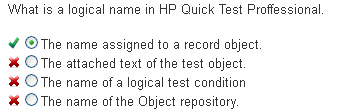 What is a logical name in HP Quick Test Proffessional.
The name assigned to a record object.
The attached text of the test object.
The name of a logical test condition
The name of the Object repository.